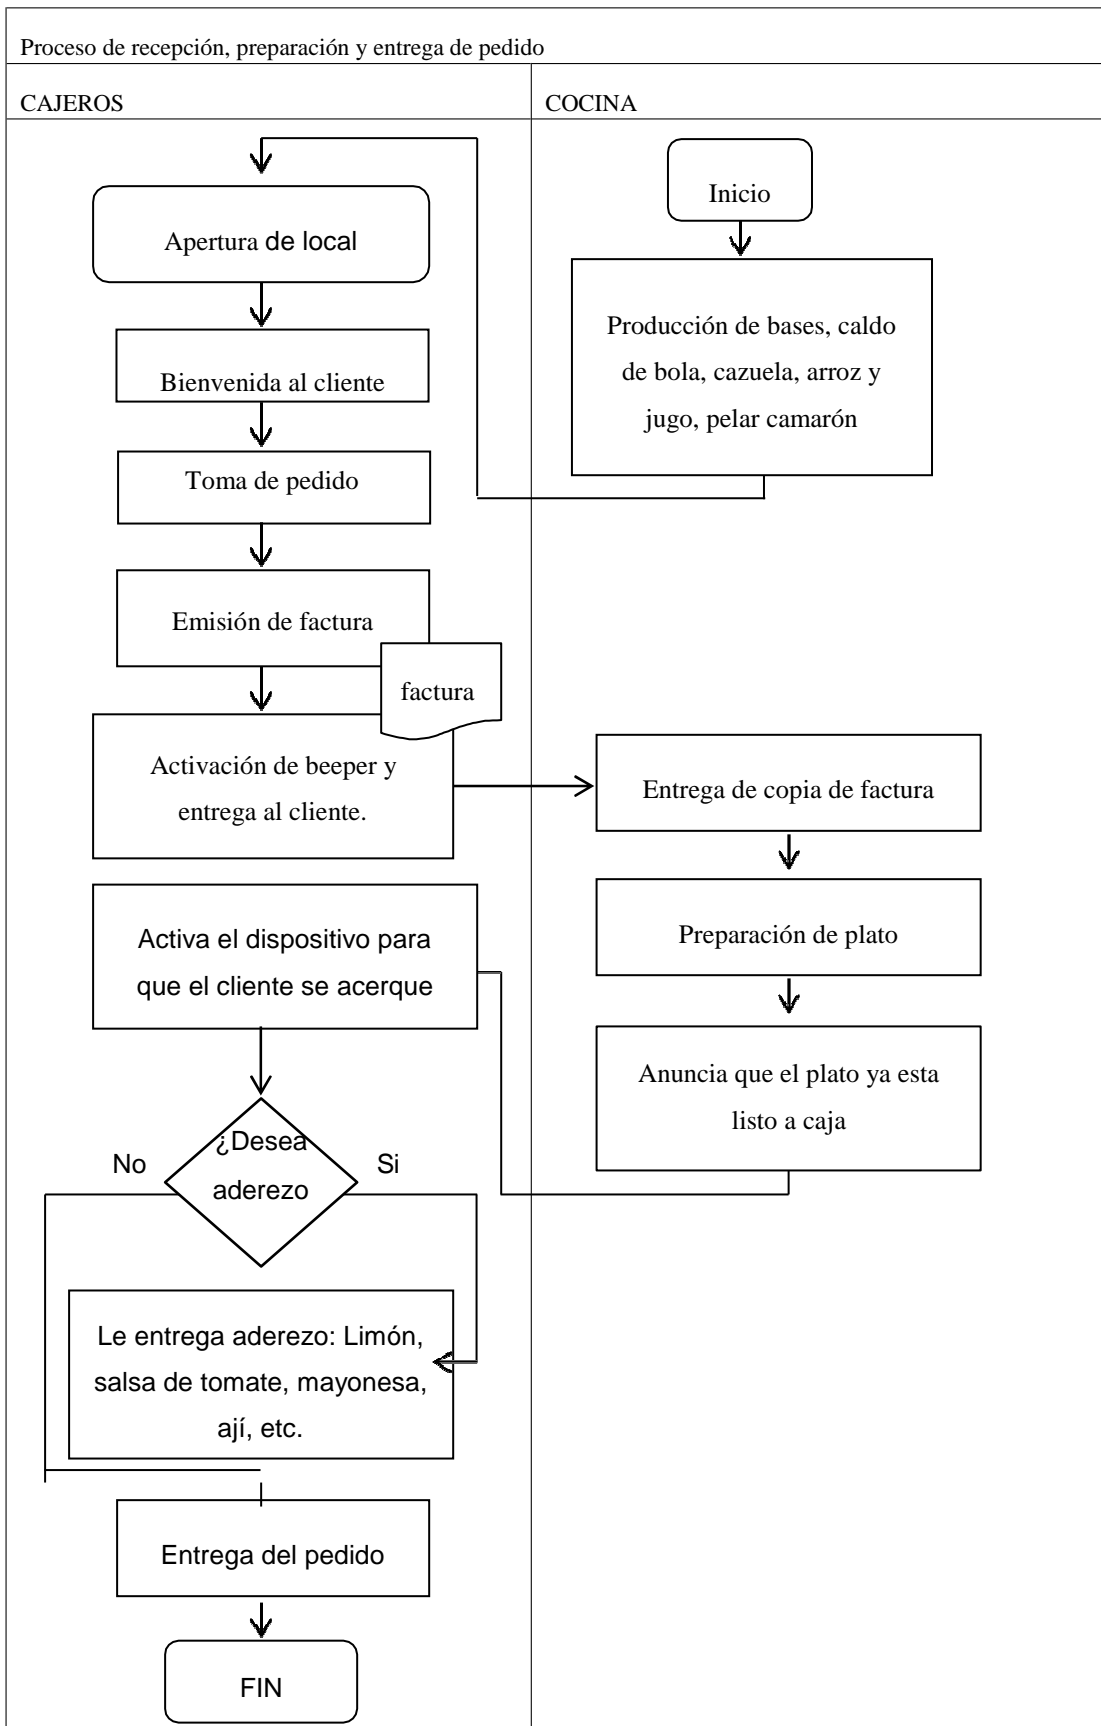 Proceso de recepción, preparación y entrega de pedido
CAJEROS
COCINA
Inicio
Producción de bases, caldo
de bola, cazuela, arroz y
jugo, pelar camarón
Apertura de local
Bienvenida al cliente
Toma de pedido
Emisión de factura
factura
Activación de beeper y
entrega al cliente.
Entrega de copia de factura
Preparación de plato
Anuncia que el plato ya esta
listo a caja
Activa el dispositivo para
que el cliente se acerque
¿Desea
aderezo
No
Si
Le entrega aderezo: Limón,
salsa de tomate, mayonesa,
ají, etc.
Entrega del pedido
FIN